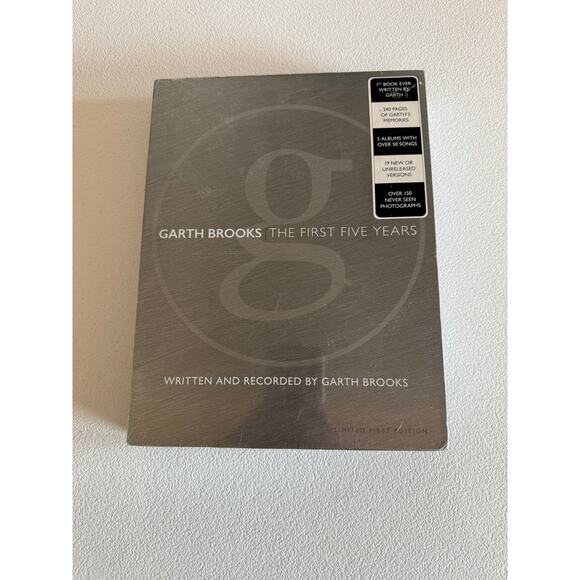 1ST BOOK EVER
WRITTEN BY
GARTH
240 PAGES
OF GARTH'S
MEMORIES
5 ALBUMS WITH
OVER 50 SONGS
19 NEW OR
UNRELEASED
VERSIONS
OVER 150
NEVER SEEN
PHOTOGRAPHS
g
GARTH BROOKS | THE FIRST FIVE YEARS
WRITTEN AND RECORDED BY GARTH BROOKS
LIMITED FIRST EDITION